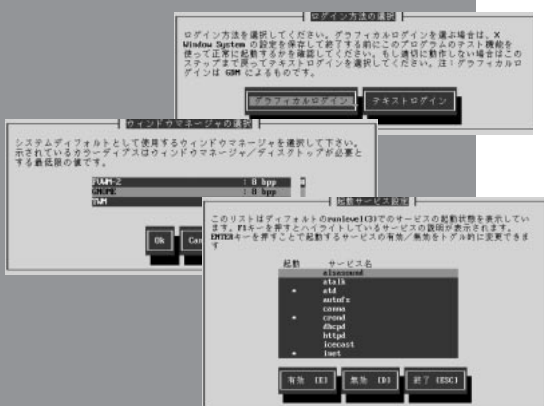 ログイン方法の選択
ログイン方法を選択してください。グラフィカルログインを選ぶ場合は、X
Window System の設定を保存して終了する前にこのプログラムのテスト機能を
使って正常に起動するかを確認してください。もし適切に動作しない場合はこの
ステップまで戻ってテキストログインを選択してください。注：グラフィカルロ
グインは GDM によるものです。
グラフィカルログイン
テキストログイン
ウィンドウマネージャの選択
システムディフォルトとして使用するウィンドウマネージャを選択して下さい。
示されているカラーディプスはウィンドウマネージャ／ディスクトップが必要と
する最低限の値です。
FVWM-2 : 8 bpp
GNOME : 8 bpp
TWM
Ok
Can
起動サービス設定
このリストはディフォルトのrunlevel(3)でのサービスの起動状態を表示してい
ます。F1キーを押すとハイライトしているサービスの説明が表示されます。
ENTERキーを押すことで起動するサービスの有効／無効をトグル的に変更できま
す
起動 サービス名
alsasound
atalk
* atd
autofs
canna
* crond
dhcpd
httpd
icecast
* inet
有効 (E)
無効 (D)
終了 (ESC)